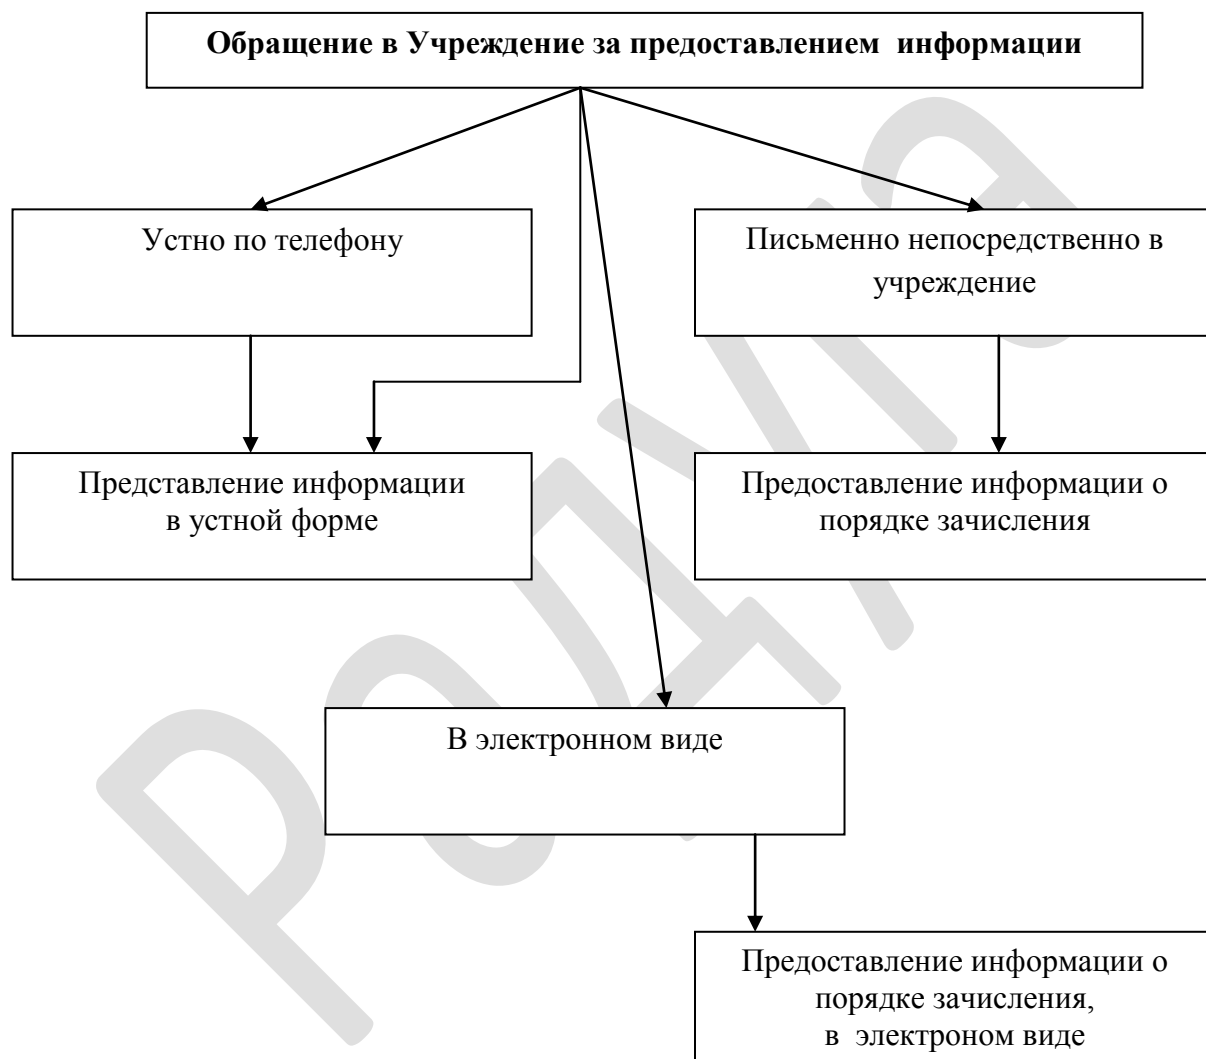 Обращение в Учреждение за предоставлением информации
Устно по телефону
Письменно непосредственно в
учреждение
Представление информации
в устной форме
Предоставление информации о
порядке зачисления
В электронном виде
Предоставление информации о
порядке зачисления,
в электроном виде
Радуга